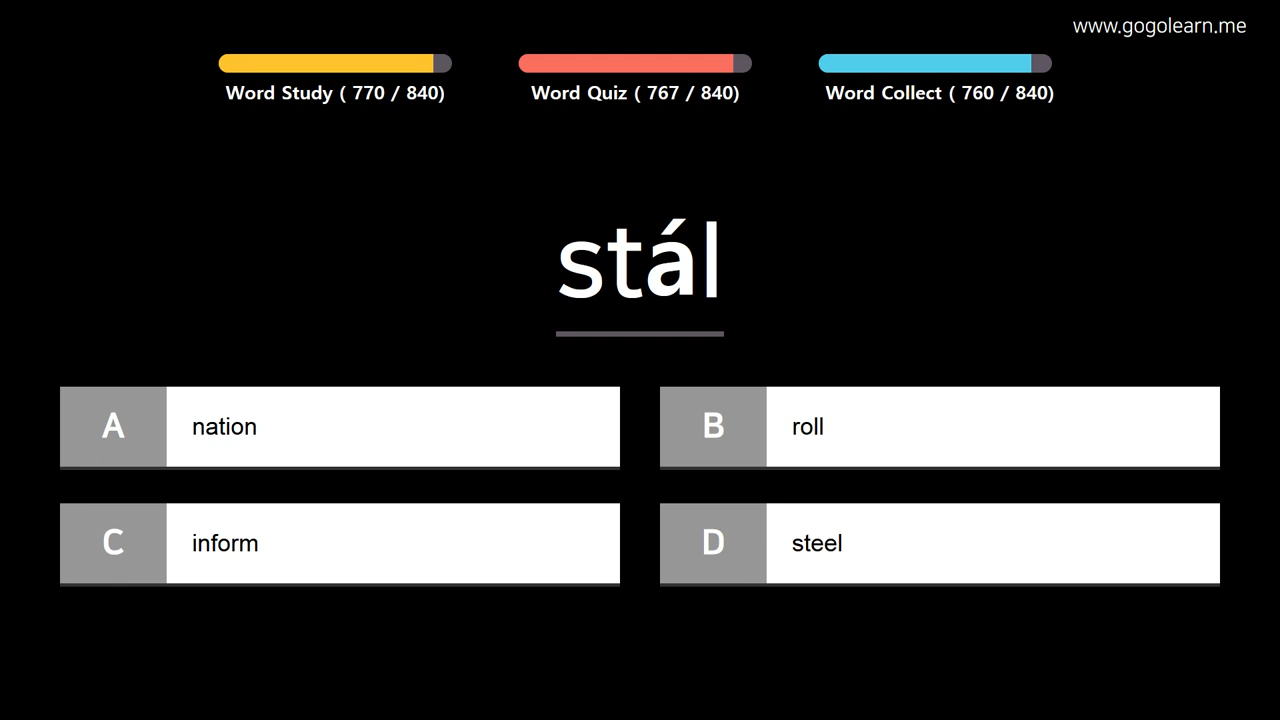 www.gogolearn.me
Word Study ( 770 / 840)
Word Quiz ( 767 / 840)
Word Collect ( 760 / 840)
stál
A nation
B roll
C inform
D steel